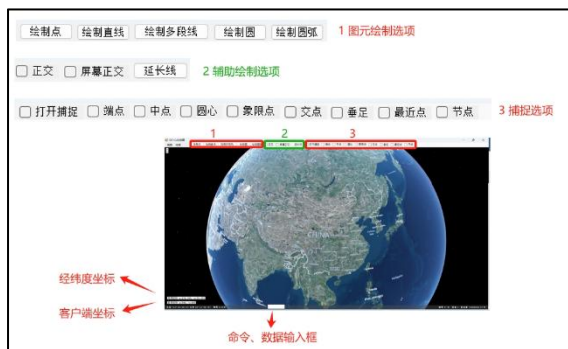 绘制点 绘制直线 绘制多段线 绘制圆 绘制圆弧 1 图元绘制选项
正交 屏幕正交 延长线 2 辅助绘制选项
打开捕捉 端点 中点 圆心 象限点 交点 垂足 最近点 节点 3 捕捉选项
1 2 3
经纬度坐标
客户端坐标
命令、数据输入框